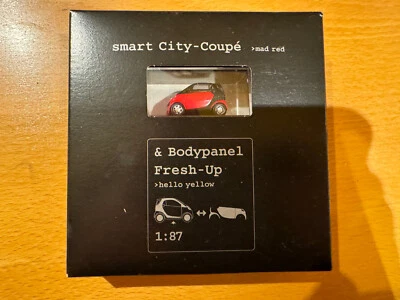 smart City-Coupé >mad red
& Bodypanel
Fresh-Up
>hello yellow
1:87